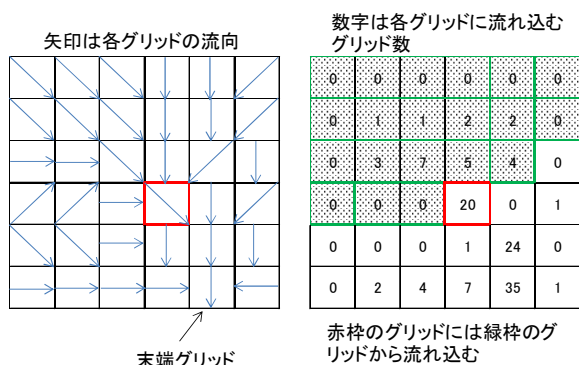 矢印は各グリッドの流向
数字は各グリッドに流れ込む
グリッド数
0 0 0 0 0 0
0 1 1 2 2 0
0 3 7 5 4 0
0 0 0 20 0 1
0 0 0 1 24 0
0 2 4 7 35 1
末端グリッド
赤枠のグリッドには緑枠のグ
リッドから流れ込む